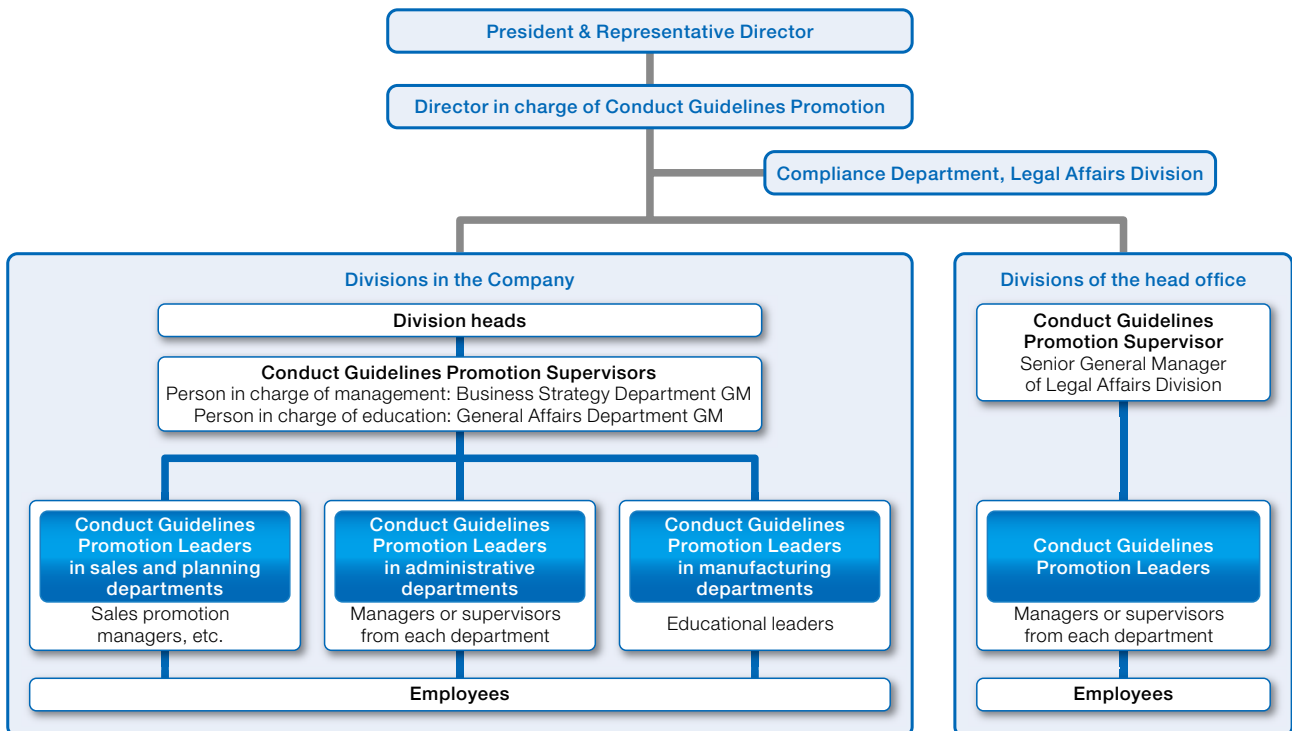 President & Representative Director
Director in charge of Conduct Guidelines Promotion
Compliance Department, Legal Affairs Division
Divisions in the Company
Division heads
Conduct Guidelines Promotion Supervisors
Person in charge of management: Business Strategy Department GM
Person in charge of education: General Affairs Department GM
Conduct Guidelines
Promotion Leaders
in sales and planning
departments
Sales promotion
managers, etc.
Conduct Guidelines
Promotion Leaders
in administrative
departments
Managers or supervisors
from each department
Conduct Guidelines
Promotion Leaders
in manufacturing
departments
Educational leaders
Employees
Divisions of the head office
Conduct Guidelines
Promotion Supervisor
Senior General Manager
of Legal Affairs Division
Conduct Guidelines
Promotion Leaders
Managers or supervisors
from each department
Employees